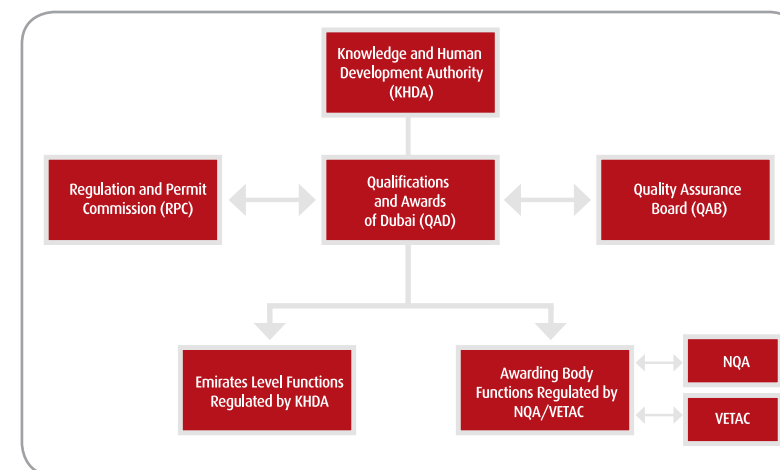 Knowledge and Human
Development Authority
(KHDA)
Regulation and Permit
Commission (RPC)
Qualifications
and Awards
of Dubai (QAD)
Quality Assurance
Board (QAB)
Emirates Level Functions
Regulated by KHDA
Awarding Body
Functions Regulated by
NQA/VETAC
NQA
VETAC